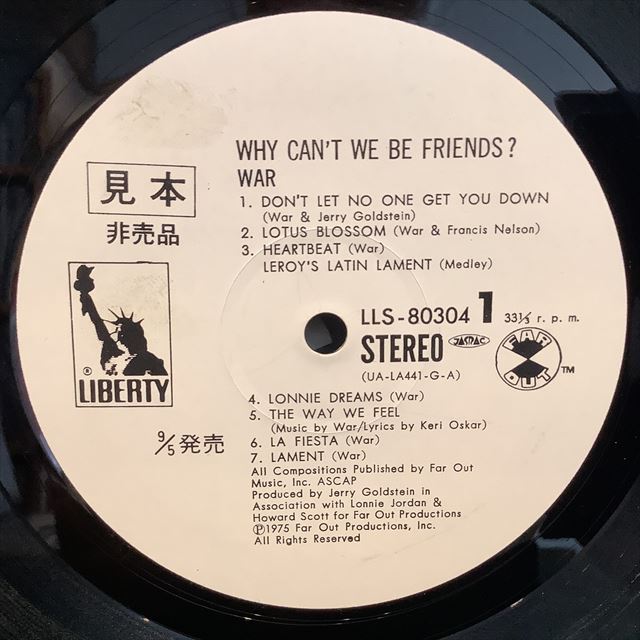 WHY CAN'T WE BE FRIENDS?
WAR
見本
非売品
1. DON'T LET NO ONE GET YOU DOWN
(War & Jerry Goldstein)
2. LOTUS BLOSSOM (War & Francis Nelson)
3. HEARTBEAT (War)
LEROY'S LATIN LAMENT (Medley)
® LIBERTY
LLS-80304 1 33⅓ r. p. m.
STEREO JASRAC FAR OUT TM
(UA-LA441-G-A)
4. LONNIE DREAMS (War)
5. THE WAY WE FEEL
(Music by War/Lyrics by Keri Oskar)
6. LA FIESTA (War)
7. LAMENT (War)
9/5発売
All Compositions Published by Far Out
Music, Inc. ASCAP
Produced by Jerry Goldstein in
Association with Lonnie Jordan &
Howard Scott for Far Out Productions
℗1975 Far Out Productions, Inc.
All Rights Reserved